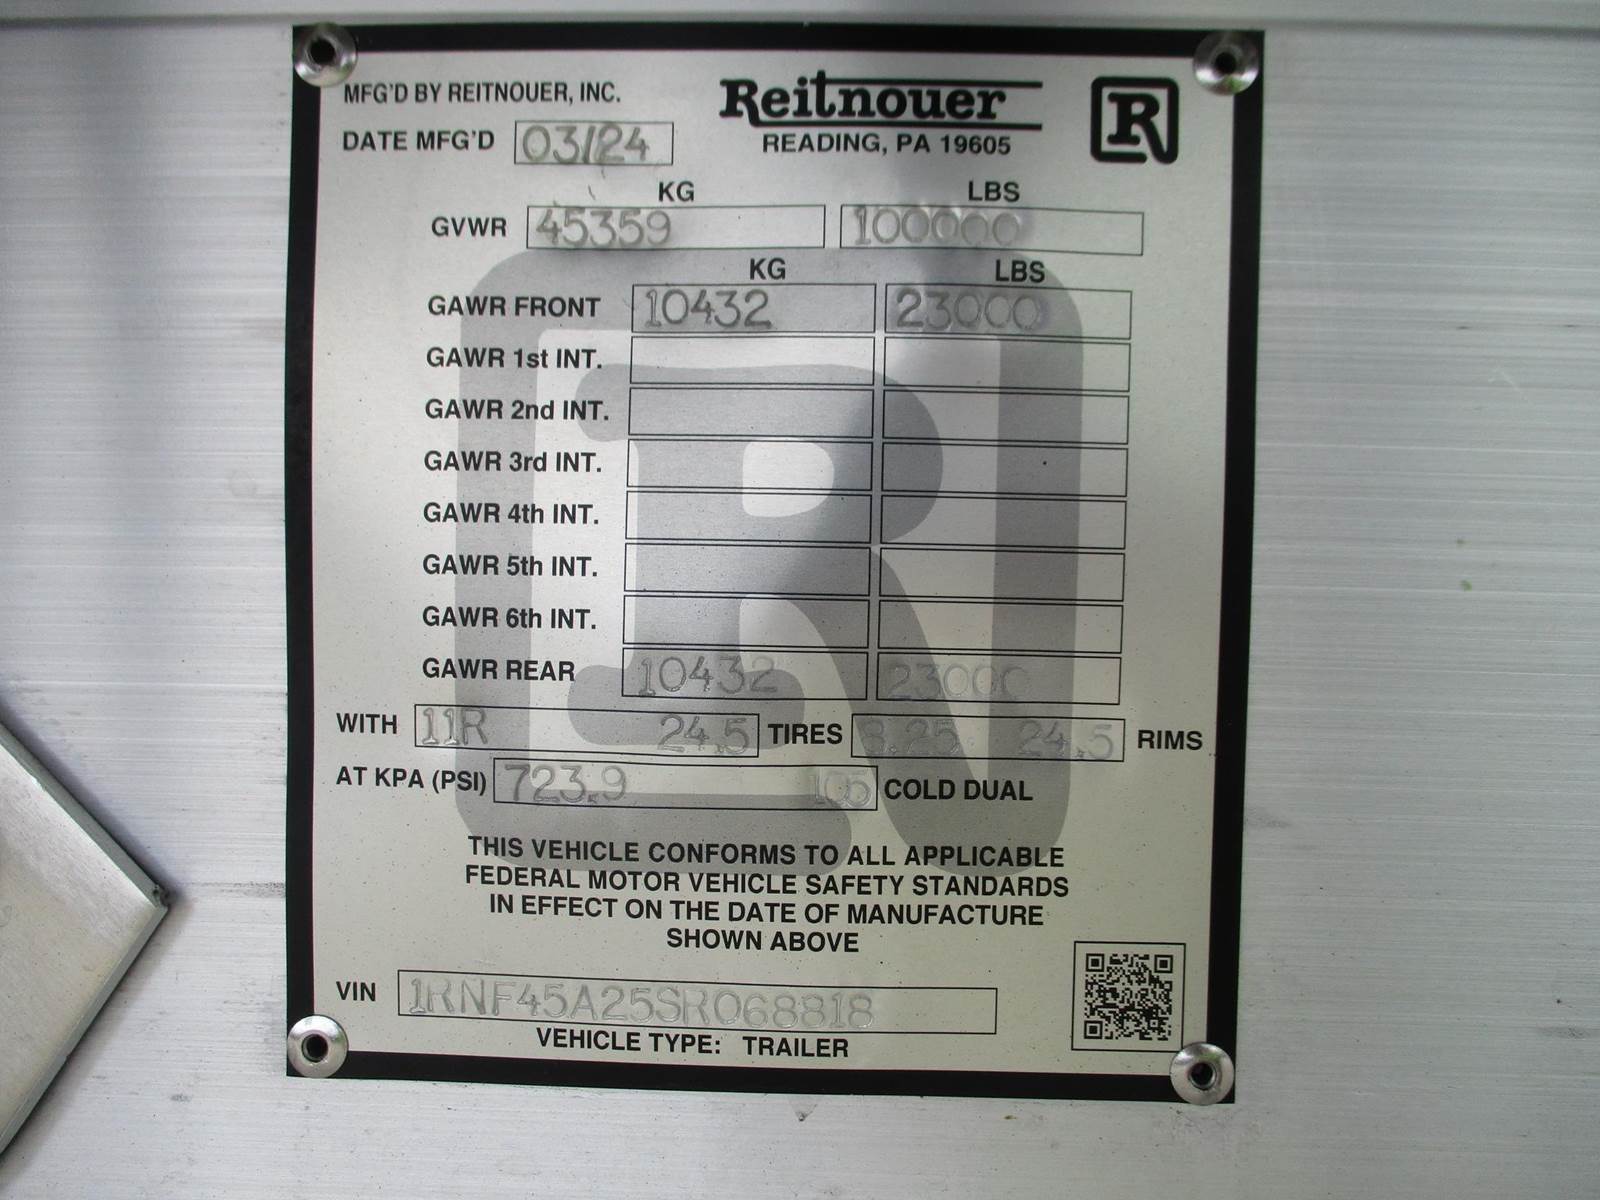 MFG'D BY REITNOUER, INC.
DATE MFG'D 03/24
Reitnouer
READING, PA 19605
R
KG LBS
GVWR 45359 100000
KG LBS
GAWR FRONT 10432 23000
GAWR 1st INT.
GAWR 2nd INT.
GAWR 3rd INT.
GAWR 4th INT.
GAWR 5th INT.
GAWR 6th INT.
GAWR REAR 10432 23000
WITH 11R 24.5 TIRES 8.25 24.5 RIMS
AT KPA (PSI) 723.9 105 COLD DUAL
THIS VEHICLE CONFORMS TO ALL APPLICABLE
FEDERAL MOTOR VEHICLE SAFETY STANDARDS
IN EFFECT ON THE DATE OF MANUFACTURE
SHOWN ABOVE
VIN 1RNF45A25SR068818
VEHICLE TYPE: TRAILER